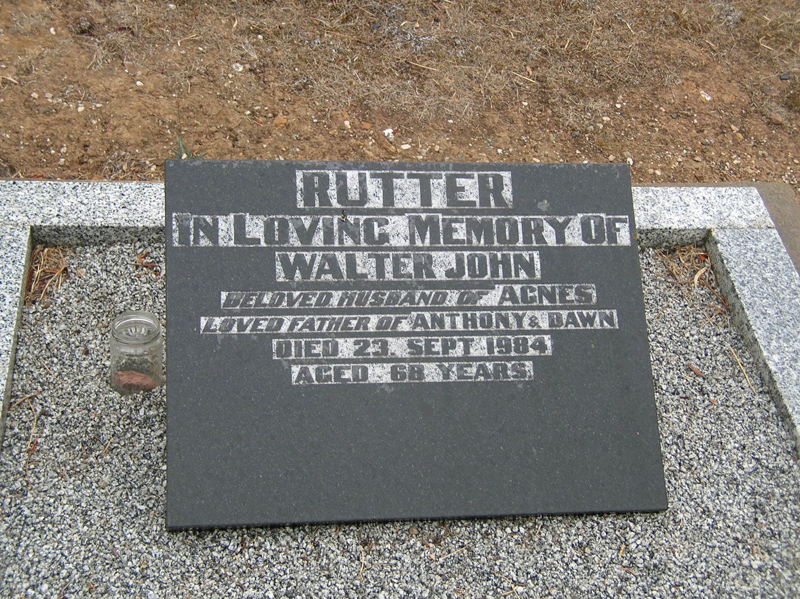 RUTTER
IN LOVING MEMORY OF
WALTER JOHN
BELOVED HUSBAND OF AGNES
LOVED FATHER OF ANTHONY & DAWN
DIED 23. SEPT 1984
AGED 68 YEARS